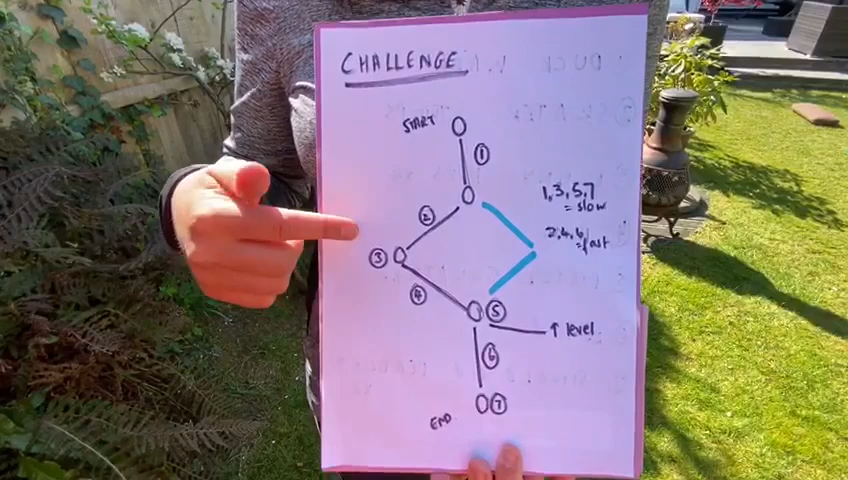 CHALLENGE
START
1
1,3,5,7
= slow
2
2,4,6
= fast
3
4
5
↑ level
6
7
END